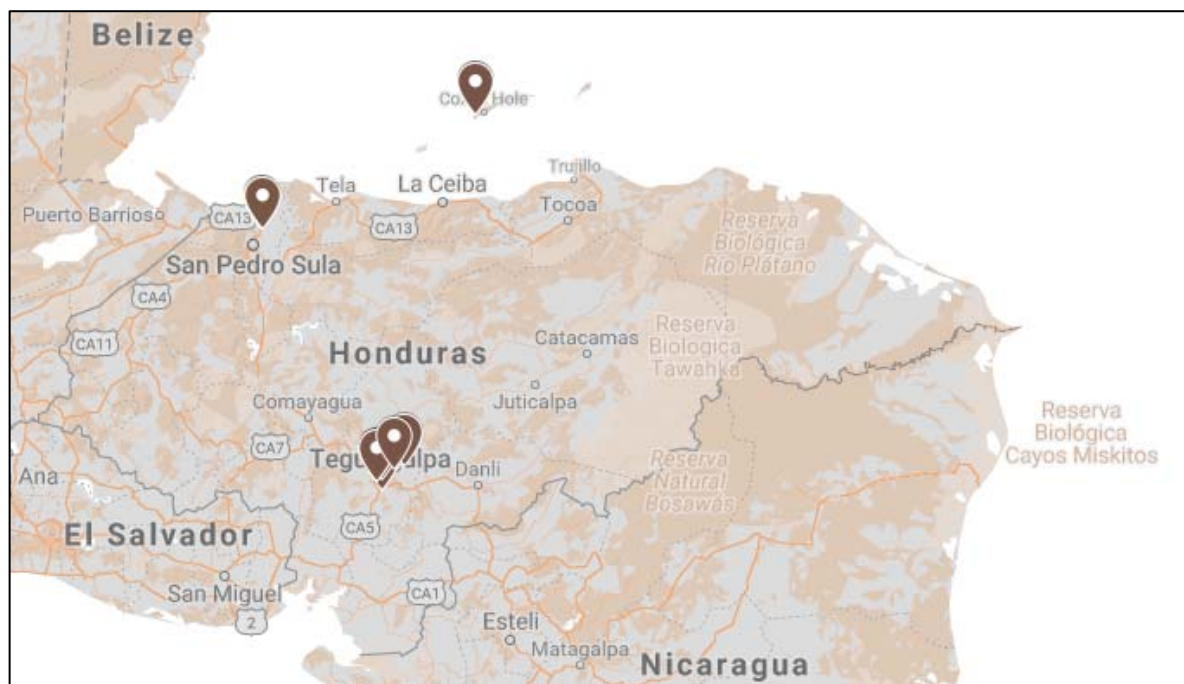 Belize
Hole
Trujillo
Tela
La Ceiba
Puerto Barrios
CA13
CA13
Tocoa
Reserva
Biológica
Río Plátano
San Pedro Sula
CA4
CA11
Honduras
Catacamas
Reserva
Biologica
Tawahka
Juticalpa
Comayagua
Reserva
Biológica
Cayos Miskitos
CA7
Danlí
Ana
Reserva
Natural
Bosawás
CA5
El Salvador
San Miguel
CA1
2
Esteli
Matagalpa
Nicaragua